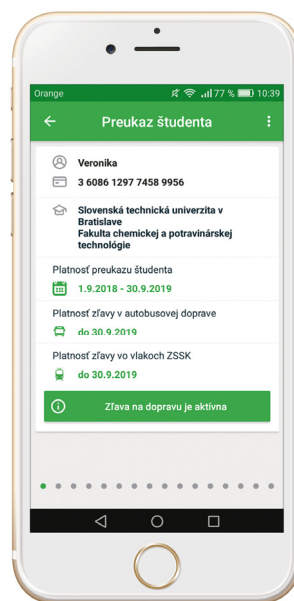 Orange 77 % 10:39
Preukaz študenta
Veronika
3 6086 1297 7458 9956
Slovenská technická univerzita v
Bratislave
Fakulta chemickej a potravinárskej
technológie
Platnosť preukazu študenta
1.9.2018 - 30.9.2019
Platnosť zľavy v autobusovej doprave
do 30.9.2019
Platnosť zľavy vo vlakoch ZSSK
do 30.9.2019
Zľava na dopravu je aktívna